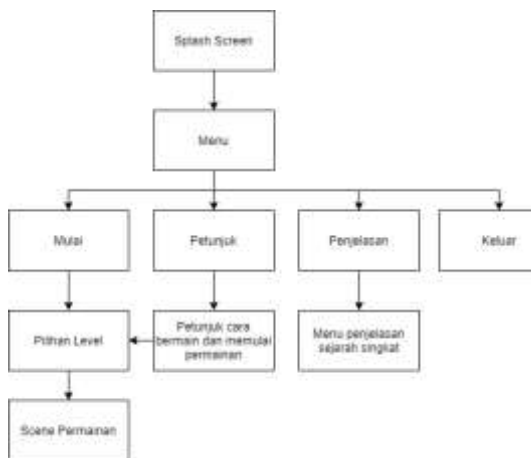 Splash Screen
Menu
Mulai
Petunjuk
Penjelasan
Keluar
Pilihan Level
Petunjuk cara
bermain dan memulai
permainan
Menu penjelasan
sejarah singkat
Scene Permainan